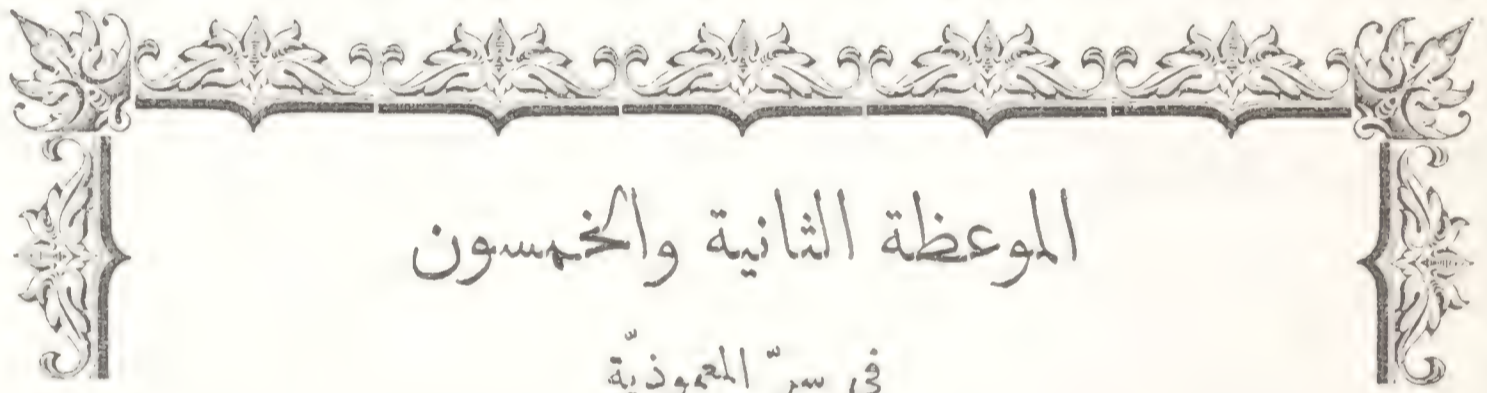 الموعظة الثانية والخمسون
في سرّ المعموذيّة